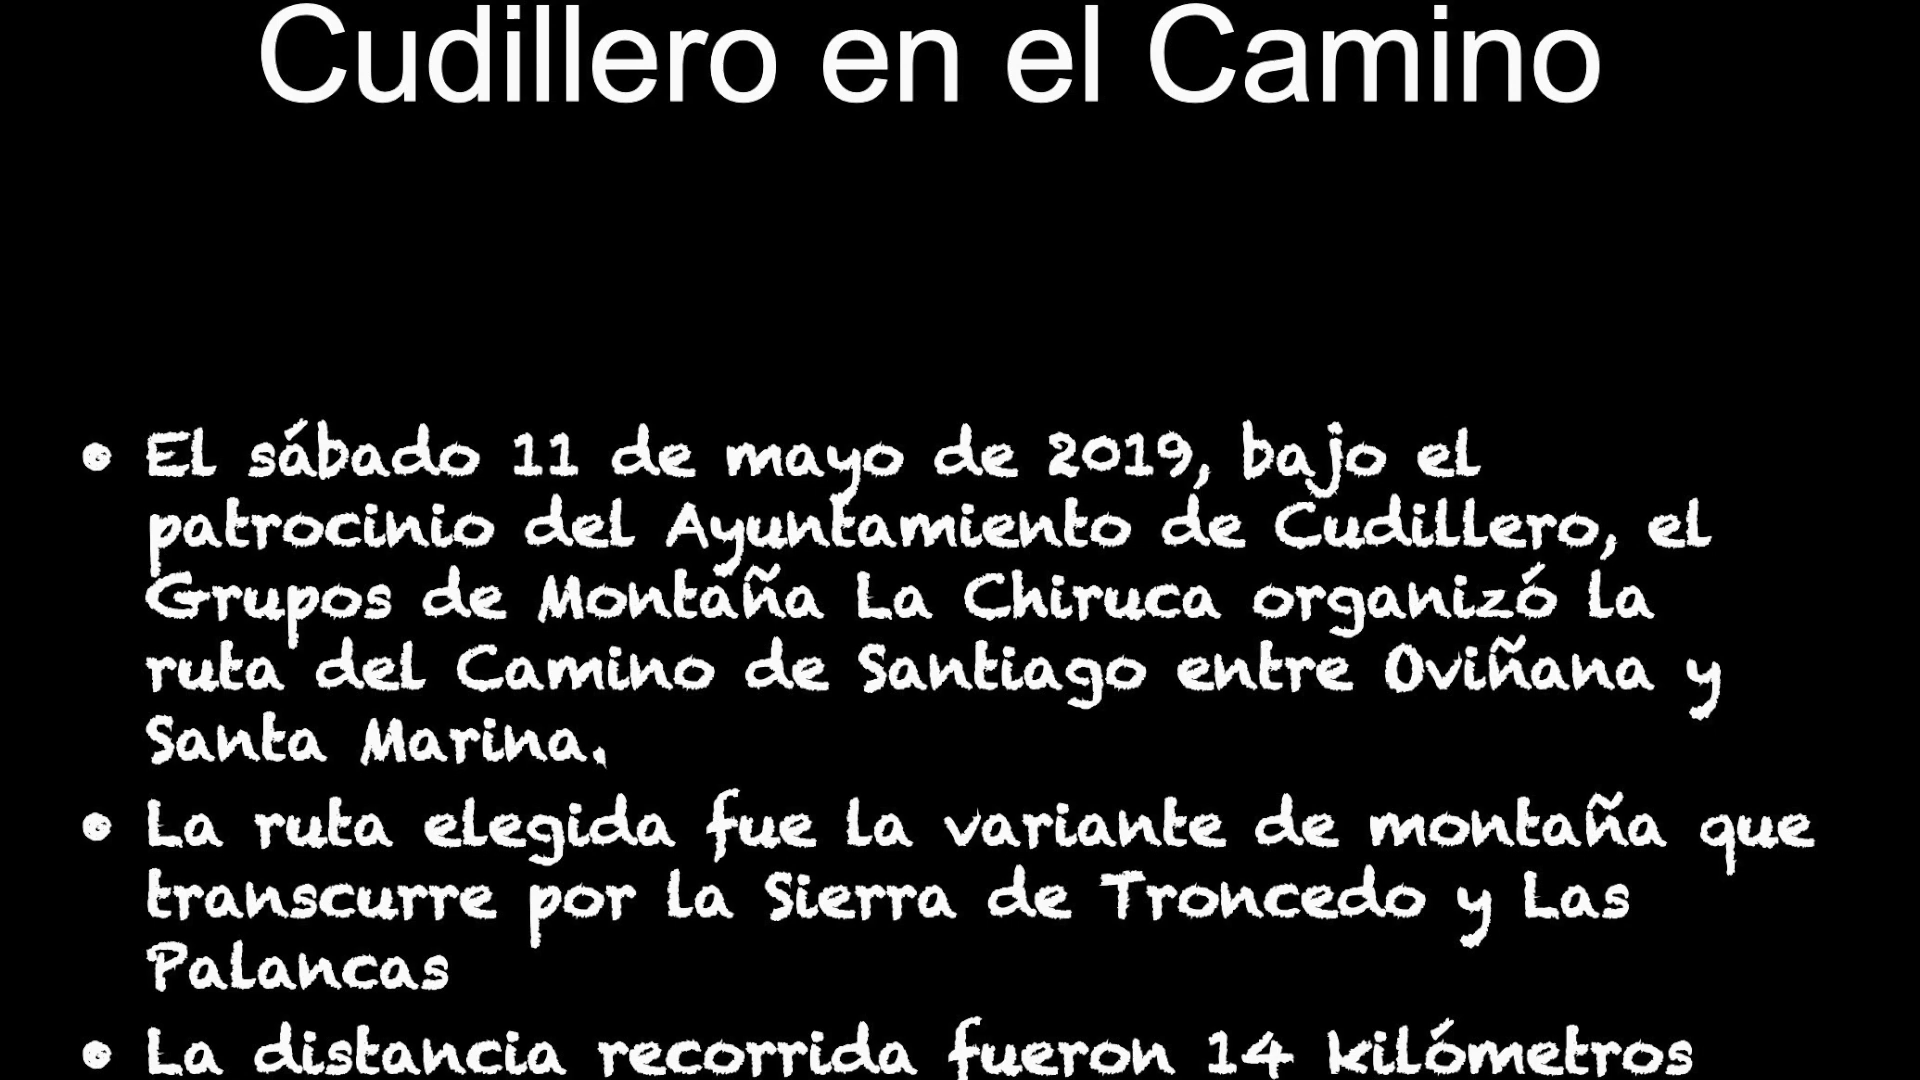 Cudillero en el Camino
• El sábado 11 de mayo de 2019, bajo el
patrocinio del Ayuntamiento de Cudillero, el
Grupos de Montaña La Chiruca organizó la
ruta del Camino de Santiago entre Oviñana y
Santa Marina.
• La ruta elegida fue la variante de montaña que
transcurre por la Sierra de Troncedo y Las
Palancas
• La distancia recorrida fueron 14 kilómetros